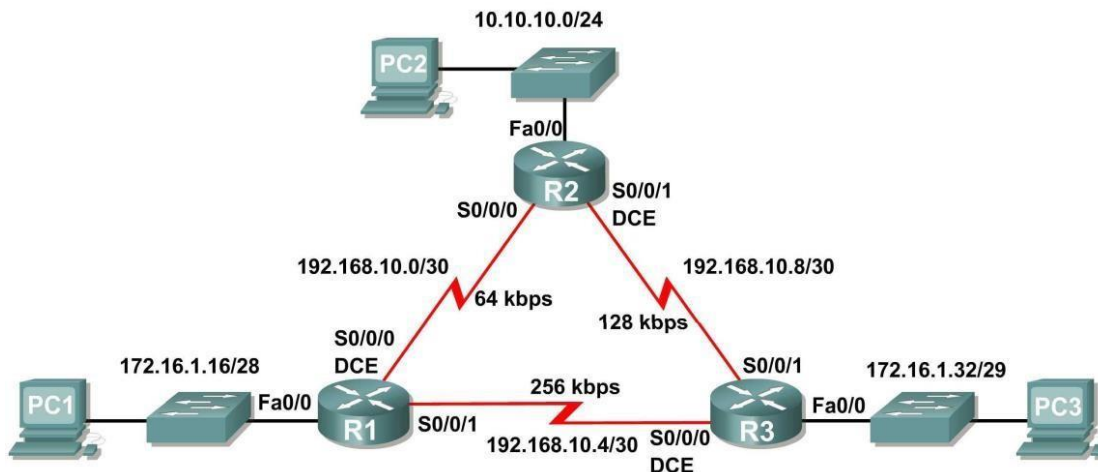 10.10.10.0/24
PC2
Fa0/0
R2
S0/0/1
DCE
S0/0/0
192.168.10.0/30
192.168.10.8/30
64 kbps
128 kbps
S0/0/0
DCE
S0/0/1
172.16.1.16/28
172.16.1.32/29
256 kbps
PC1
Fa0/0
R1
S0/0/1
192.168.10.4/30
S0/0/0
DCE
R3
Fa0/0
PC3